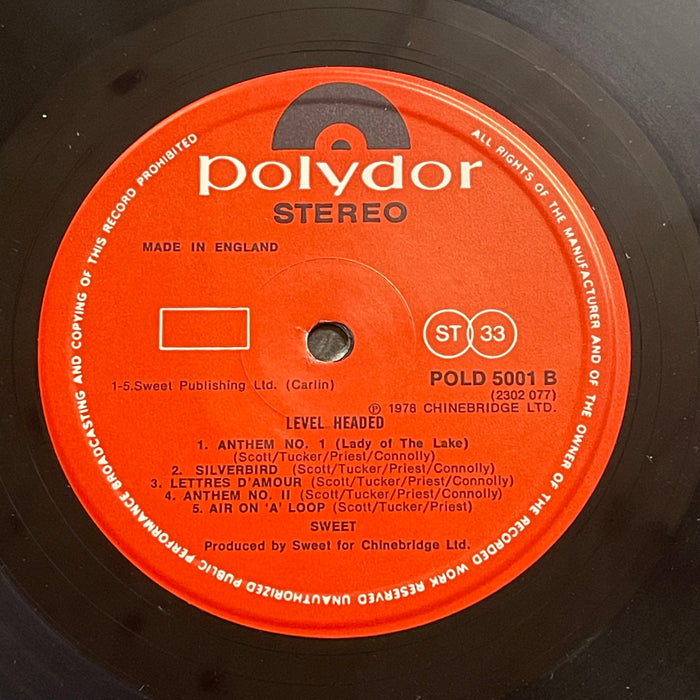 polydor
STEREO
MADE IN ENGLAND
ST 33
1-5.Sweet Publishing Ltd. (Carlin)
POLD 5001 B
(2302 077)
Ⓟ 1978 CHINEBRIDGE LTD.
LEVEL HEADED
1. ANTHEM NO. 1 (Lady of The Lake)
(Scott/Tucker/Priest/Connolly)
2. SILVERBIRD (Scott/Tucker/Priest/Connolly)
3. LETTRES D'AMOUR (Scott/Tucker/Priest/Connolly)
4. ANTHEM NO. II (Scott/Tucker/Priest/Connolly)
5. AIR ON 'A' LOOP (Scott/Tucker/Priest)
SWEET
Produced by Sweet for Chinebridge Ltd.
ALL RIGHTS OF THE MANUFACTURER AND OF THE OWNER OF THE RECORDED WORK RESERVED UNAUTHORIZED PUBLIC PERFORMANCE BROADCASTING AND COPYING OF THIS RECORD PROHIBITED